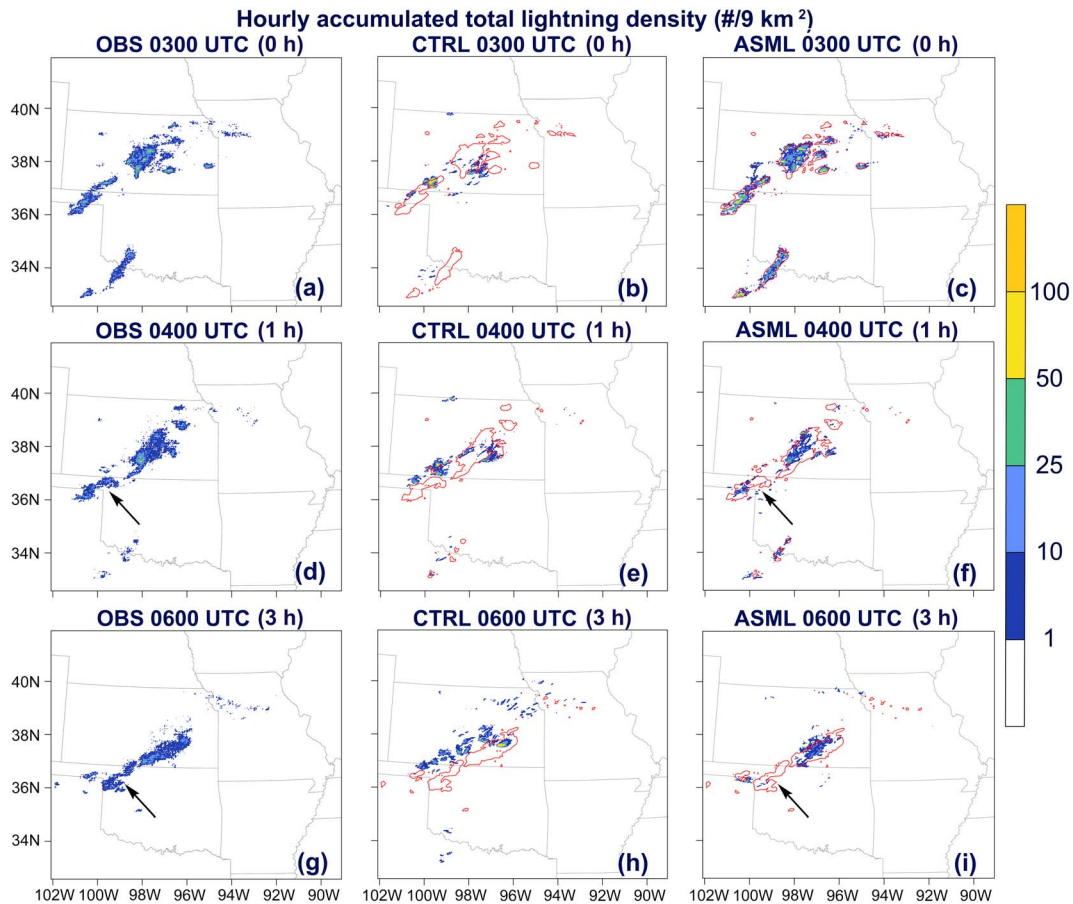 Hourly accumulated total lightning density (#/9 km ²)
OBS 0300 UTC (0 h) CTRL 0300 UTC (0 h) ASML 0300 UTC (0 h)
40N
38N
36N
34N
(a) (b) (c)
OBS 0400 UTC (1 h) CTRL 0400 UTC (1 h) ASML 0400 UTC (1 h)
40N
38N
36N
34N
(d) (e) (f)
OBS 0600 UTC (3 h) CTRL 0600 UTC (3 h) ASML 0600 UTC (3 h)
40N
38N
36N
34N
(g) (h) (i)
102W 100W 98W 96W 94W 92W 90W 102W 100W 98W 96W 94W 92W 90W 102W 100W 98W 96W 94W 92W 90W
100
50
25
10
1